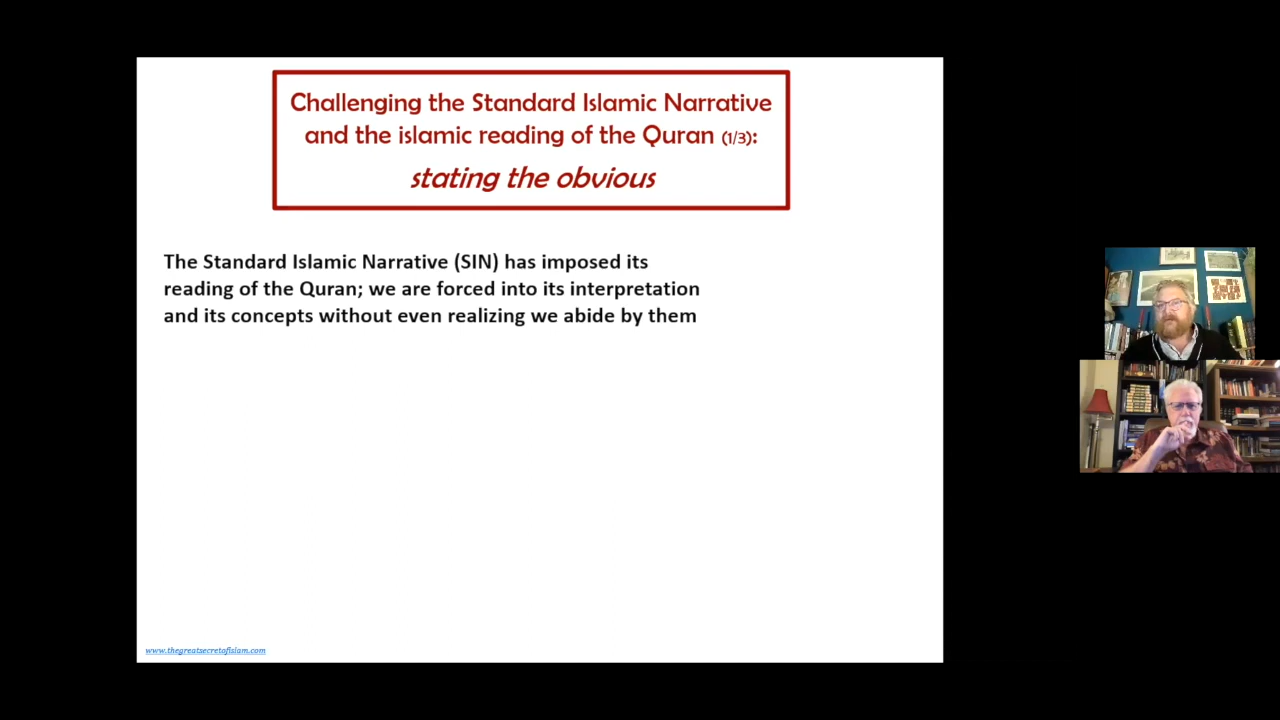 Challenging the Standard Islamic Narrative
and the islamic reading of the Quran (1/3):
stating the obvious
The Standard Islamic Narrative (SIN) has imposed its
reading of the Quran; we are forced into its interpretation
and its concepts without even realizing we abide by them
www.thegreatsecretofislam.com